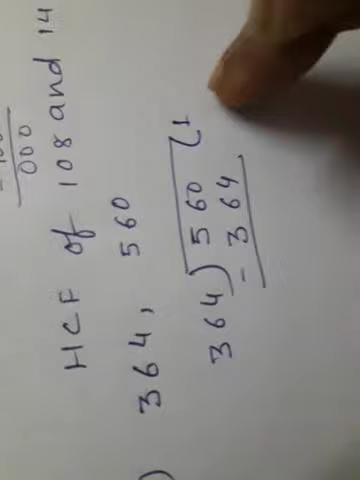 000
HCF of 108 and 14
364, 560
364)560(1
- 364